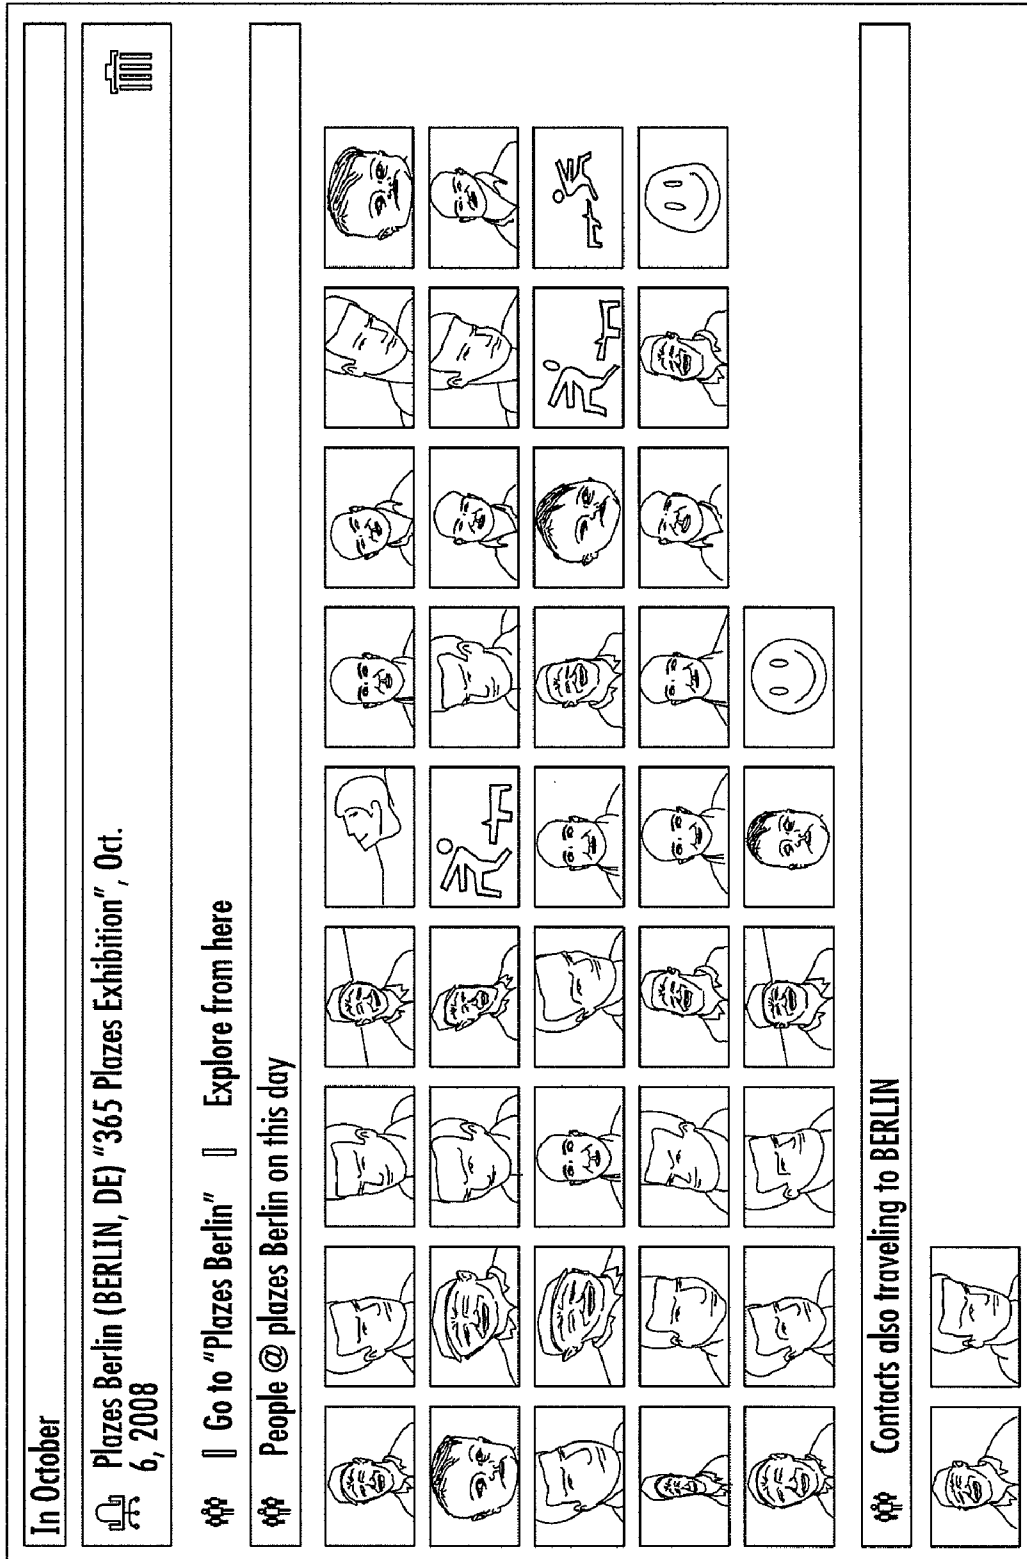 In October
Plazes Berlin (BERLIN, DE) “365 Plazes Exhibition”, Oct.
6, 2008
Go to “Plazes Berlin” Explore from here
People @ plazes Berlin on this day
Contacts also traveling to BERLIN